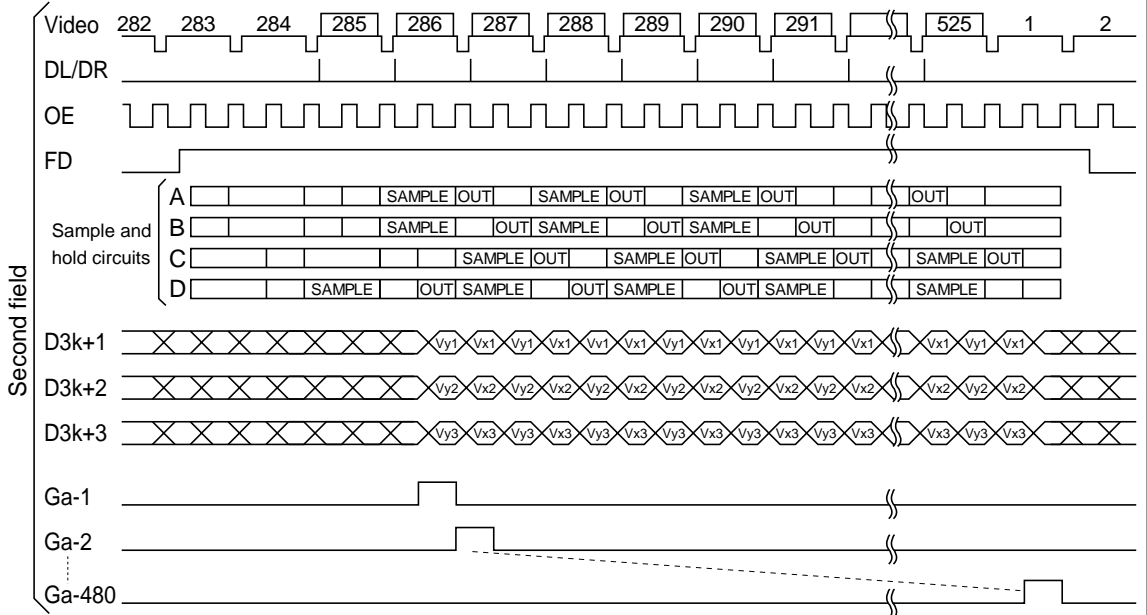 Second field
Video 282 283 284 285 286 287 288 289 290 291 525 1 2
DL/DR
OE
FD
Sample and
hold circuits
A SAMPLE OUT SAMPLE OUT SAMPLE OUT OUT
B SAMPLE OUT SAMPLE OUT SAMPLE OUT OUT
C SAMPLE OUT SAMPLE OUT SAMPLE OUT SAMPLE OUT
D SAMPLE OUT SAMPLE OUT SAMPLE OUT SAMPLE SAMPLE
D3k+1 Vy1 Vx1 Vy1 Vx1 Vv1 Vx1 Vy1 Vx1 Vy1 Vx1 Vy1 Vx1 Vx1 Vy1 Vx1
D3k+2 Vy2 Vx2 Vy2 Vx2 Vy2 Vx2 Vy2 Vx2 Vy2 Vx2 Vy2 Vx2 Vx2 Vy2 Vx2
D3k+3 Vy3 Vx3 Vy3 Vx3 Vy3 Vx3 Vy3 Vx3 Vy3 Vx3 Vy3 Vx3 Vx3 Vy3 Vx3
Ga-1
Ga-2
Ga-480